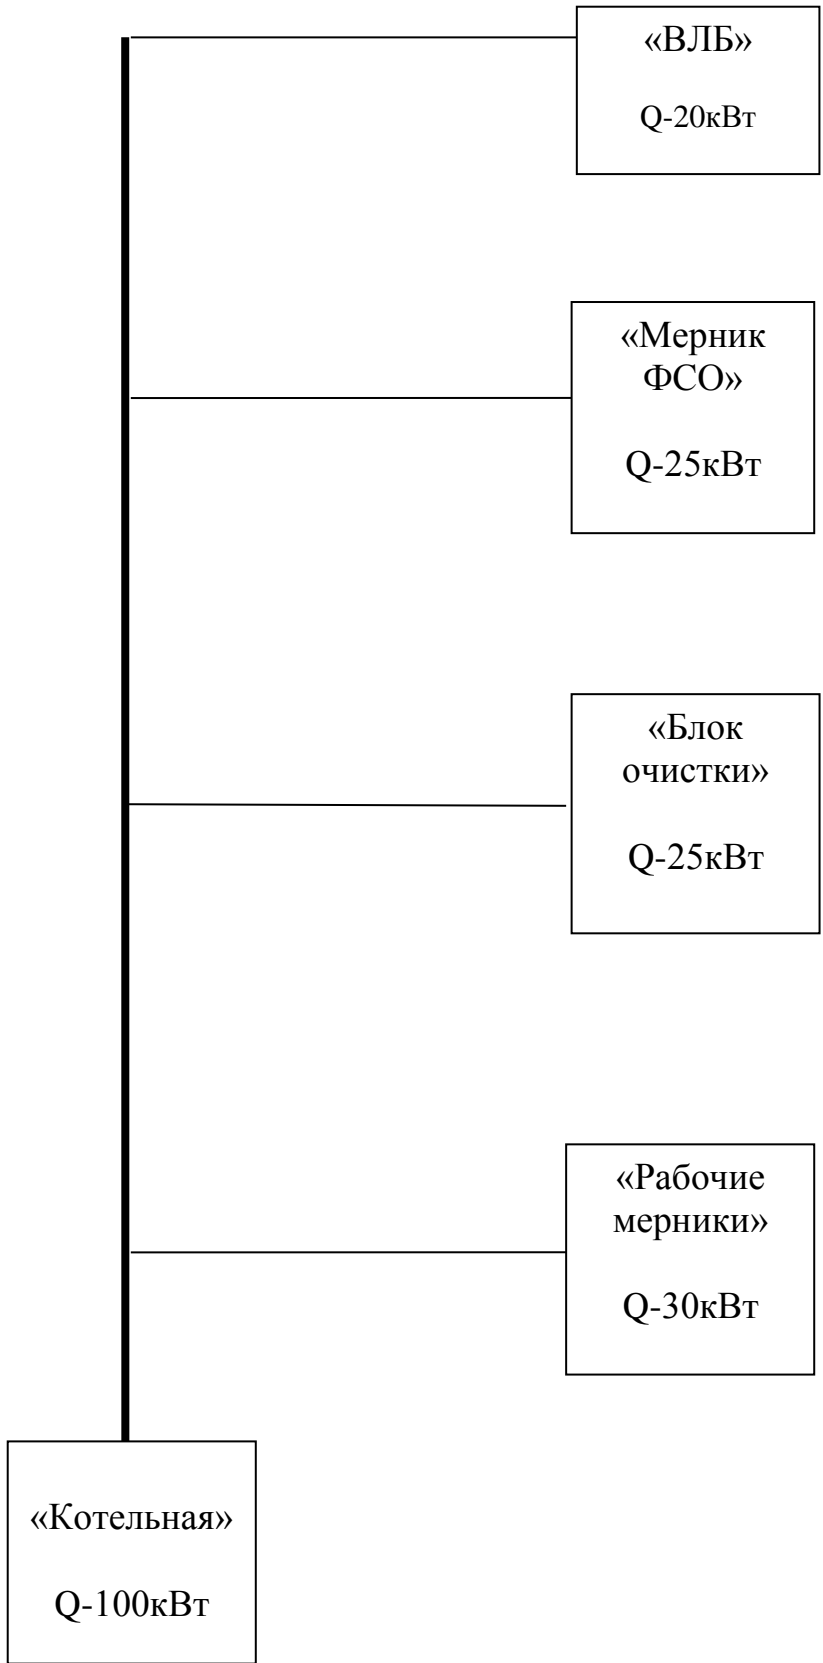 «ВЛБ»
Q-20кВт
«Мерник
ФСО»
Q-25кВт
«Блок
очистки»
Q-25кВт
«Рабочие
мерники»
Q-30кВт
«Котельная»
Q-100кВт